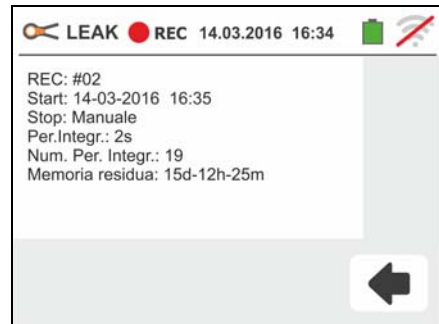 LEAK REC 14.03.2016 16:34
REC: #02
Start: 14-03-2016 16:35
Stop: Manuale
Per.Integr.: 2s
Num. Per. Integr.: 19
Memoria residua: 15d-12h-25m